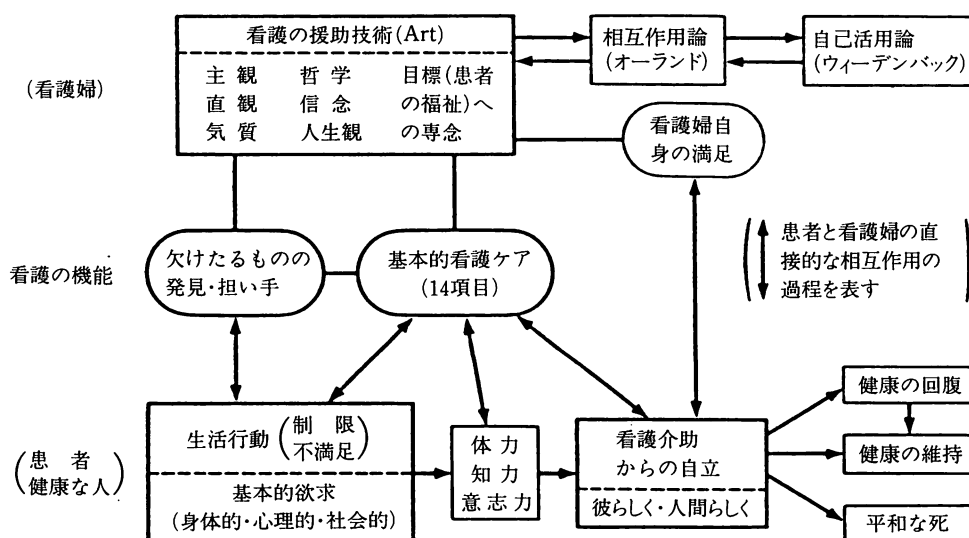 (看護婦)
看護の援助技術(Art)
主観 哲学 目標(患者
直観 信念 の福祉)へ
気質 人生観 の専念
相互作用論
(オーランド)
自己活用論
(ウィーデンバック)
看護婦自
身の満足
看護の機能
欠けたるものの
発見・担い手
基本的看護ケア
(14項目)
患者と看護婦の直
接的な相互作用の
過程を表す
(患者
健康な人)
生活行動(制限
不満足)
基本的欲求
(身体的・心理的・社会的)
体力
知力
意志力
看護介助
からの自立
彼らしく・人間らしく
健康の回腹
健康の維持
平和な死